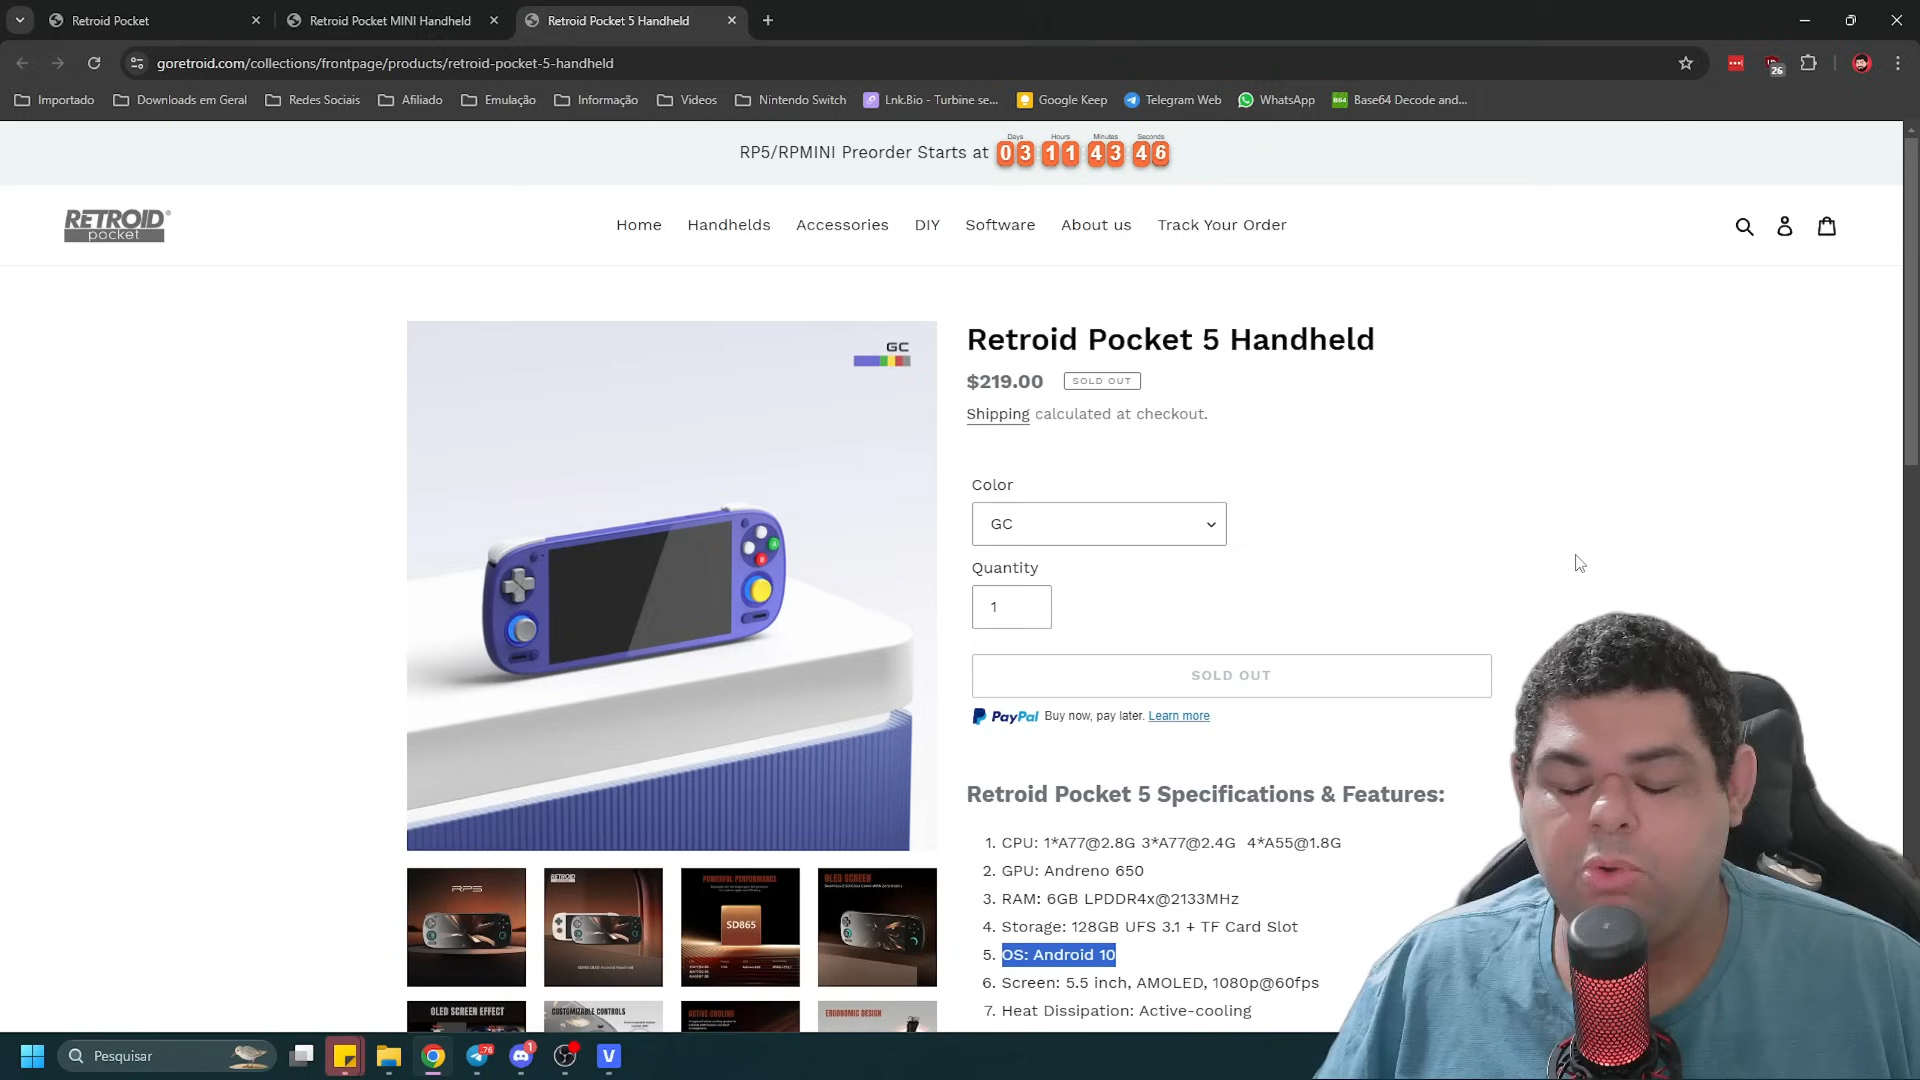 Retroid Pocket
Retroid Pocket MINI Handheld
Retroid Pocket 5 Handheld
goretroid.com/collections/frontpage/products/retroid-pocket-5-handheld
26
Importado
Downloads em Geral
Redes Sociais
Afiliado
Emulação
Informação
Videos
Nintendo Switch
Lnk.Bio - Turbine se...
Google Keep
Telegram Web
WhatsApp
B64
Base64 Decode and...
RP5/RPMINI Preorder Starts at
Days Hours Minutes Seconds
03 11 43 46
RETROID
pocket
Home
Handhelds
Accessories
DIY
Software
About us
Track Your Order
GC
Retroid Pocket 5 Handheld
$219.00
SOLD OUT
Shipping calculated at checkout.
Color
GC
Quantity
1
SOLD OUT
PayPal Buy now, pay later. Learn more
Retroid Pocket 5 Specifications & Features:
1. CPU: 1*A77@2.8G 3*A77@2.4G 4*A55@1.8G
2. GPU: Andreno 650
3. RAM: 6GB LPDDR4x@2133MHz
4. Storage: 128GB UFS 3.1 + TF Card Slot
5. OS: Android 10
6. Screen: 5.5 inch, AMOLED, 1080p@60fps
7. Heat Dissipation: Active-cooling
RP5
RETROID
POWERFUL PERFORMANCE
SD865
OLED SCREEN
OLED SCREEN EFFECT
CUSTOMIZABLE CONTROLS
ACTIVE COOLING
ERGONOMIC DESIGN
Pesquisar
76
1
V